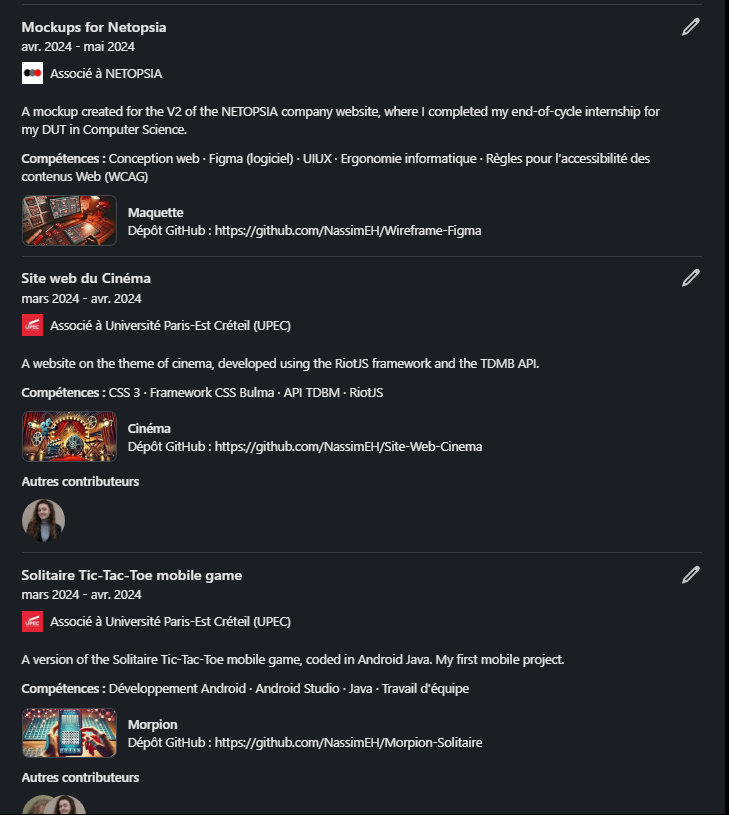 Mockups for Netopsia
avr. 2024 - mai 2024
Associé à NETOPSIA
A mockup created for the V2 of the NETOPSIA company website, where I completed my end-of-cycle internship for
my DUT in Computer Science.
Compétences : Conception web · Figma (logiciel) · UIUX · Ergonomie informatique · Règles pour l’accessibilité des
contenus Web (WCAG)
Maquette
Dépôt GitHub : https://github.com/NassimEH/Wireframe-Figma
Site web du Cinéma
mars 2024 - avr. 2024
UPEC
Associé à Université Paris-Est Créteil (UPEC)
A website on the theme of cinema, developed using the RiotJS framework and the TDMB API.
Compétences : CSS 3 · Framework CSS Bulma · API TDBM · RiotJS
Cinéma
Dépôt GitHub : https://github.com/NassimEH/Site-Web-Cinema
Autres contributeurs
Solitaire Tic-Tac-Toe mobile game
mars 2024 - avr. 2024
UPEC
Associé à Université Paris-Est Créteil (UPEC)
A version of the Solitaire Tic-Tac-Toe mobile game, coded in Android Java. My first mobile project.
Compétences : Développement Android · Android Studio · Java · Travail d'équipe
Morpion
Dépôt GitHub : https://github.com/NassimEH/Morpion-Solitaire
Autres contributeurs